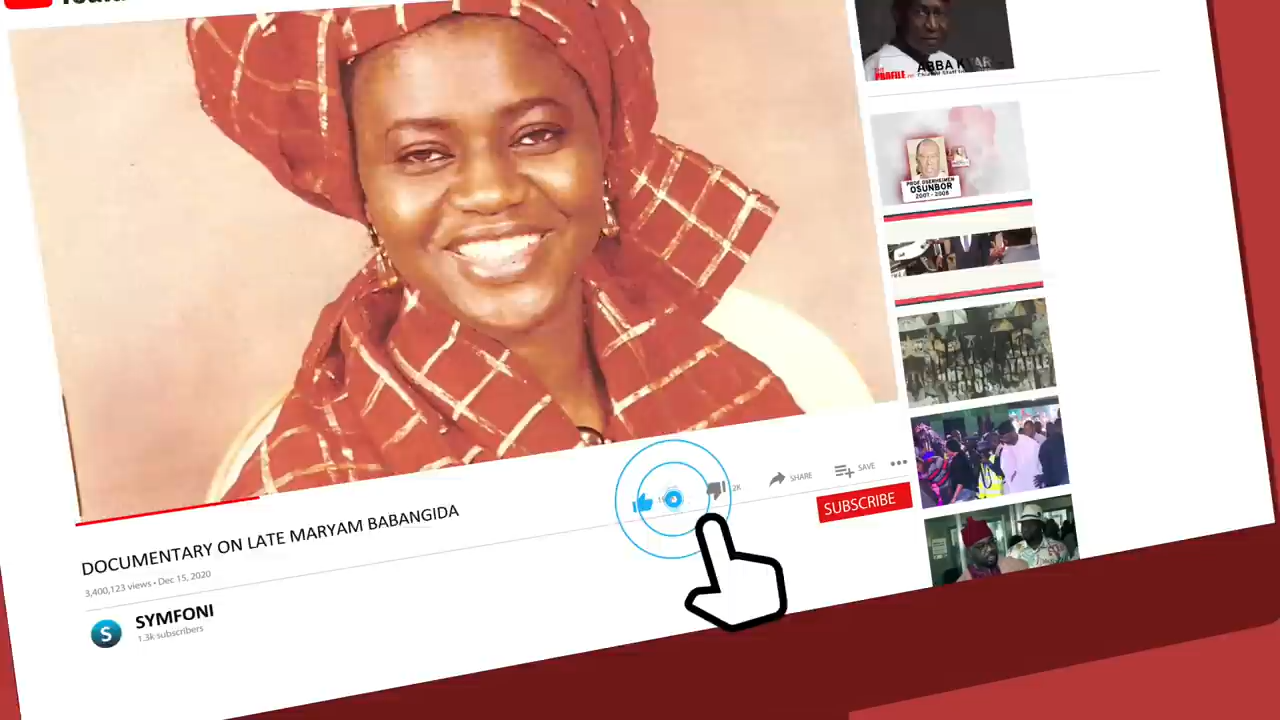 ABBA K
PROFILE
PROF. OSERHEIMEN
OSUNBOR
2007 - 2008
2K
SHARE
SAVE
SUBSCRIBE
DOCUMENTARY ON LATE MARYAM BABANGIDA
3,400,123 views • Dec 15, 2020
S
SYMFONI
1.3k subscribers